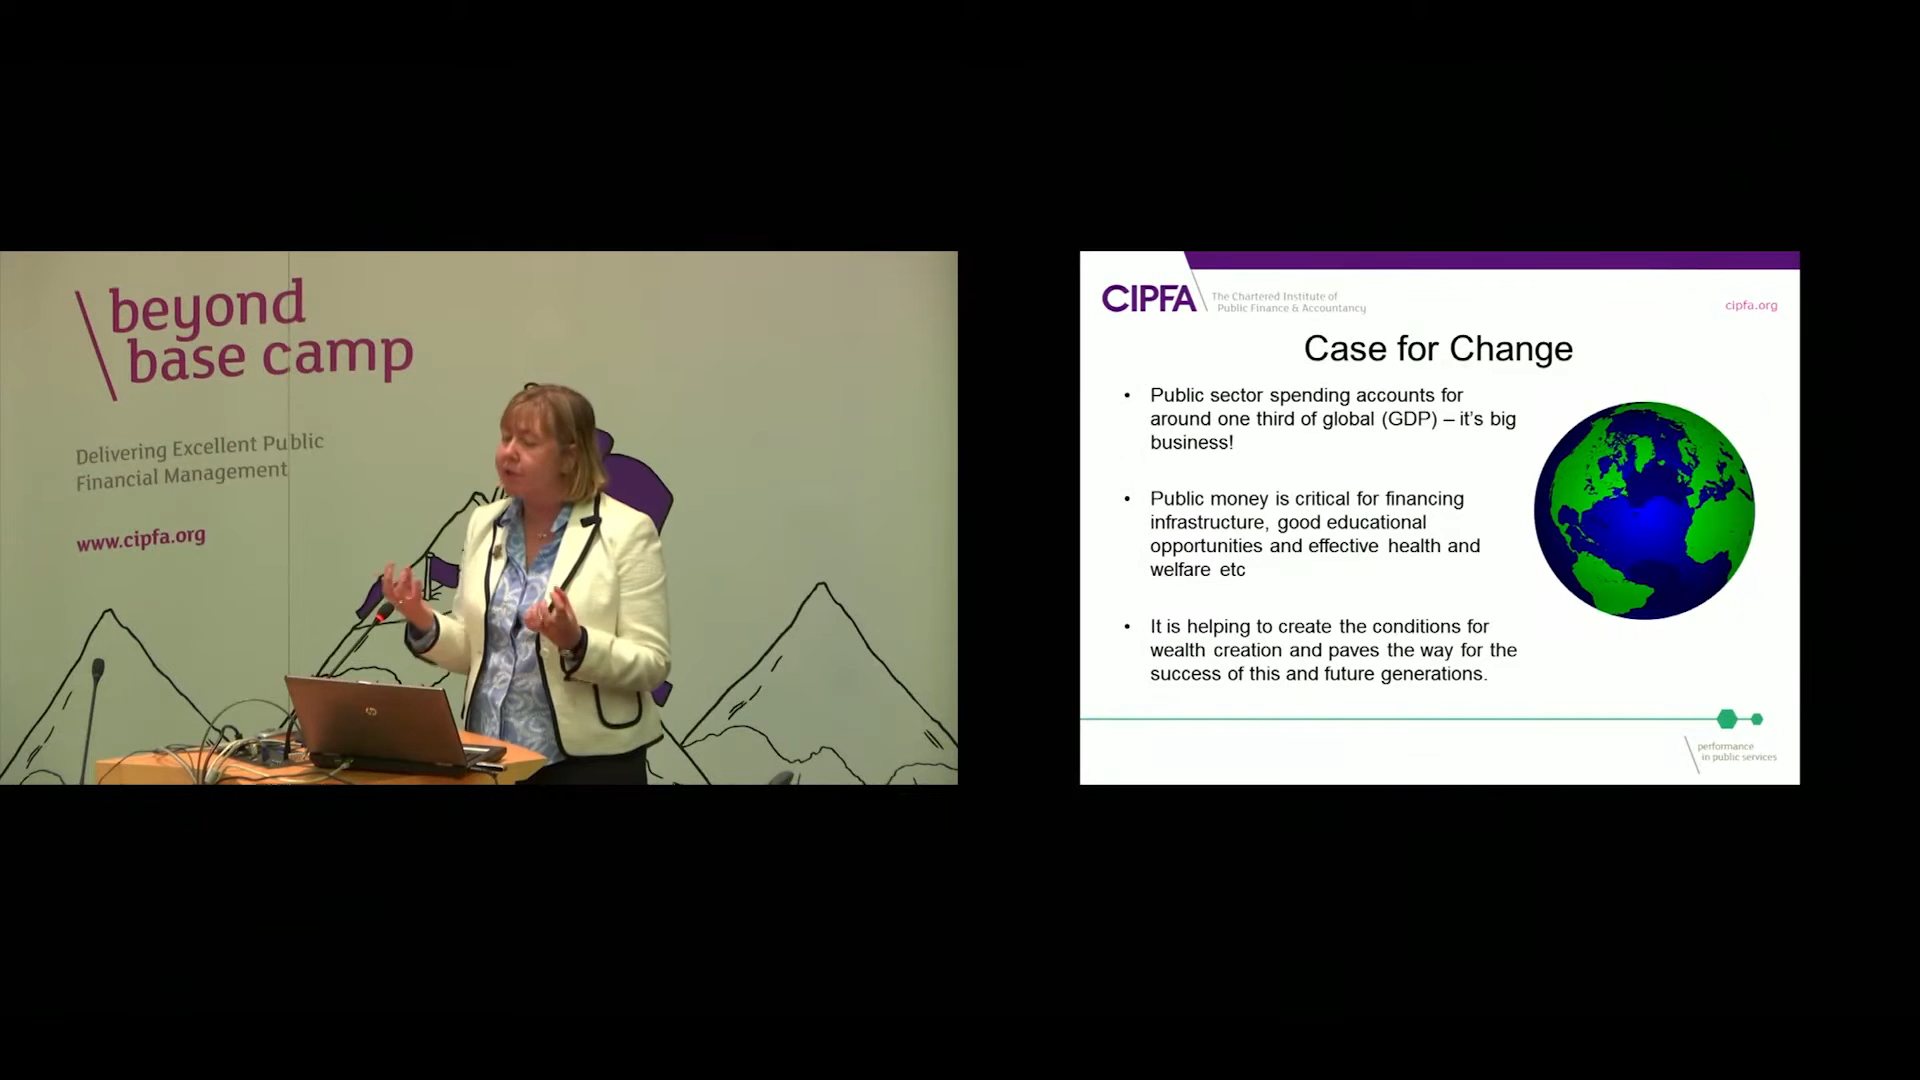 beyond
base camp
Delivering Excellent Public
Financial Management
www.cipfa.org
hp
CIPFA
The Chartered Institute of
Public Finance & Accountancy
cipfa.org
Case for Change
• Public sector spending accounts for
around one third of global (GDP) – it's big
business!
• Public money is critical for financing
infrastructure, good educational
opportunities and effective health and
welfare etc
• It is helping to create the conditions for
wealth creation and paves the way for the
success of this and future generations.
performance
in public services